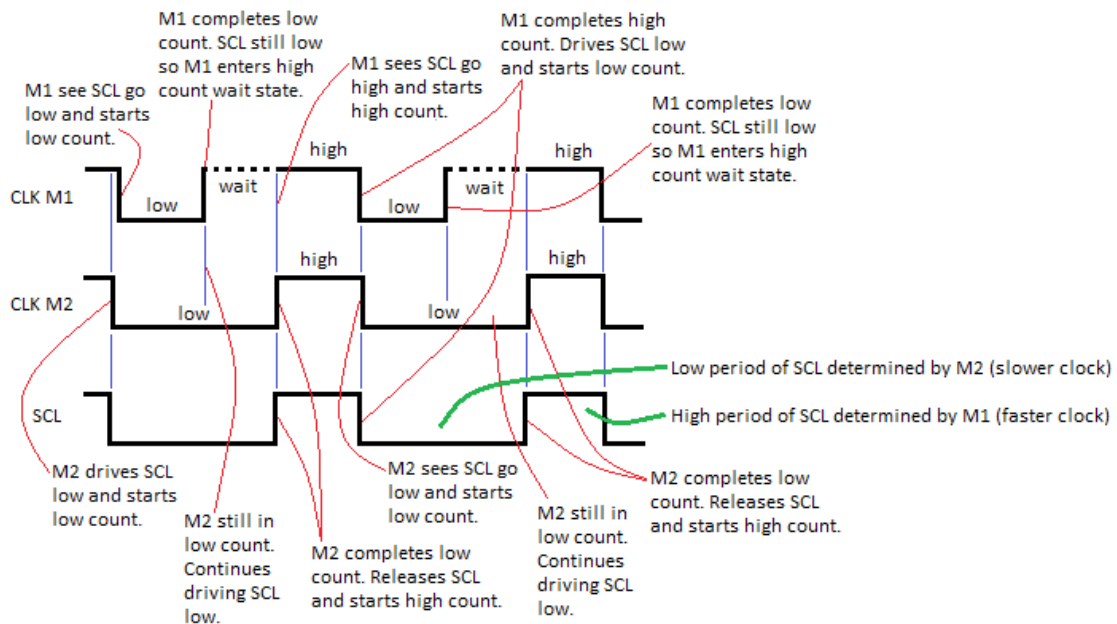 M1 completes low
count. SCL still low
so M1 enters high
count wait state.
M1 completes high
count. Drives SCL low
and starts low count.
M1 see SCL go
low and starts
low count.
M1 sees SCL go
high and starts
high count.
M1 completes low
count. SCL still low
so M1 enters high
count wait state.
high
high
CLK M1
low
wait
low
wait
high
high
CLK M2
low
low
Low period of SCL determined by M2 (slower clock)
SCL
High period of SCL determined by M1 (faster clock)
M2 drives SCL
low and starts
low count.
M2 still in
low count.
Continues
driving SCL
low.
M2 completes low
count. Releases SCL
and starts high count.
M2 sees SCL go
low and starts
low count.
M2 still in
low count.
Continues
driving SCL
low.
M2 completes low
count. Releases SCL
and starts high count.